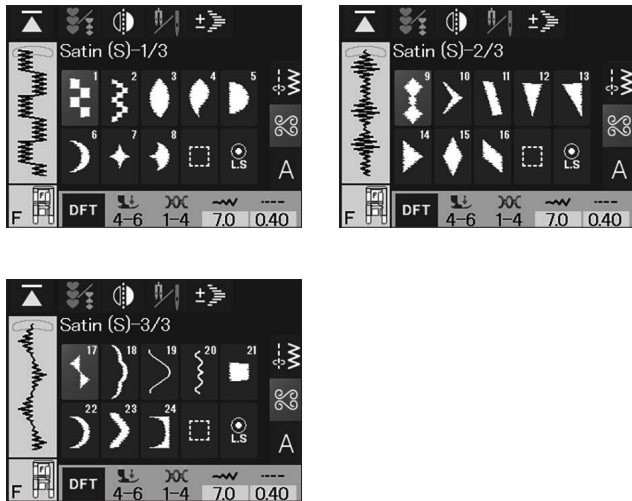 Satin (S)-1/3
1 2 3 4 5
6 7 8 L.S
A
F DFT 4-6 1-4 7.0 0.40
Satin (S)-2/3
9 10 11 12 13
14 15 16 L.S
A
F DFT 4-6 1-4 7.0 0.40
Satin (S)-3/3
17 18 19 20 21
22 23 24 L.S
A
F DFT 4-6 1-4 7.0 0.40